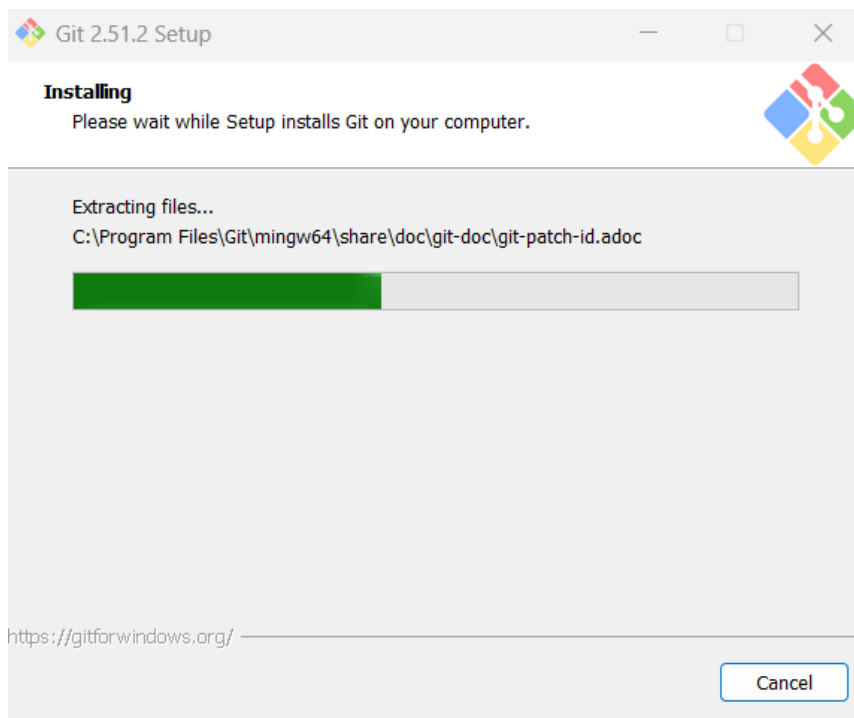 Git 2.51.2 Setup
Installing
Please wait while Setup installs Git on your computer.
Extracting files...
C:\Program Files\Git\mingw64\share\doc\git-doc\git-patch-id.adoc
https://gitforwindows.org/
Cancel